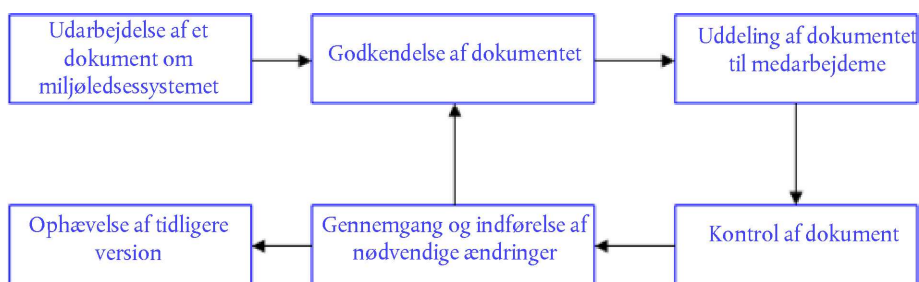 Udarbejdelse af et
dokument om
miljøledsessystemet
Godkendelse af dokumentet
Uddeling af dokumentet
til medarbejdeme
Ophævelse af tidligere
version
Gennemgang og indførelse af
nødvendige ændringer
Kontrol af dokument